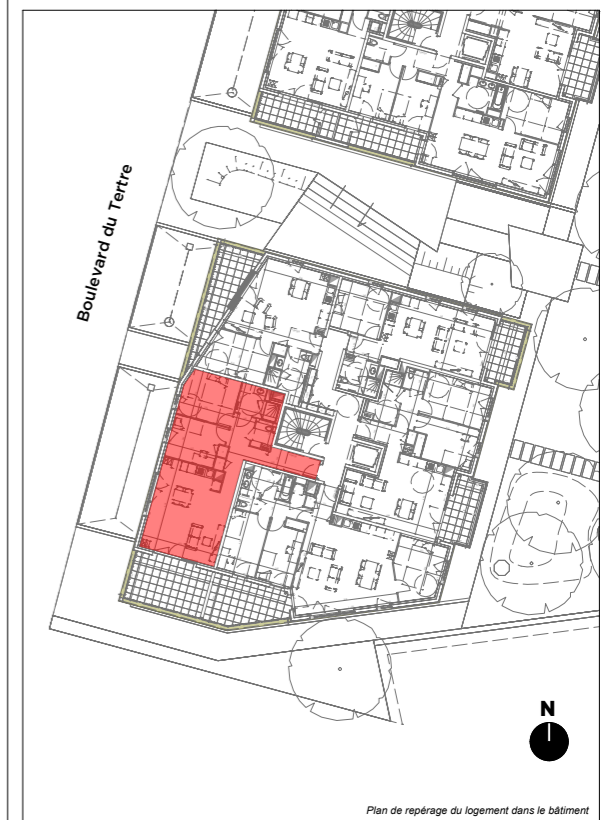 Boulevard du Tertre
N
Plan de repérage du logement dans le bâtiment